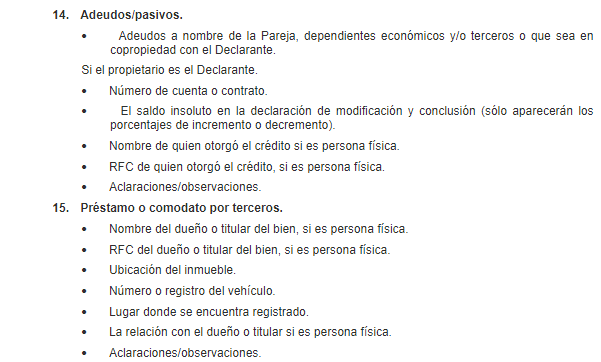 14. Adeudos/pasivos.
• Adeudos a nombre de la Pareja, dependientes económicos y/o terceros o que sea en
copropiedad con el Declarante.
Si el propietario es el Declarante.
• Número de cuenta o contrato.
• El saldo insoluto en la declaración de modificación y conclusión (sólo aparecerán los
porcentajes de incremento o decremento).
• Nombre de quien otorgó el crédito si es persona física.
• RFC de quien otorgó el crédito, si es persona física.
• Aclaraciones/observaciones.
15. Préstamo o comodato por terceros.
• Nombre del dueño o titular del bien, si es persona física.
• RFC del dueño o titular del bien, si es persona física.
• Ubicación del inmueble.
• Número o registro del vehículo.
• Lugar donde se encuentra registrado.
• La relación con el dueño o titular si es persona física.
• Aclaraciones/observaciones.